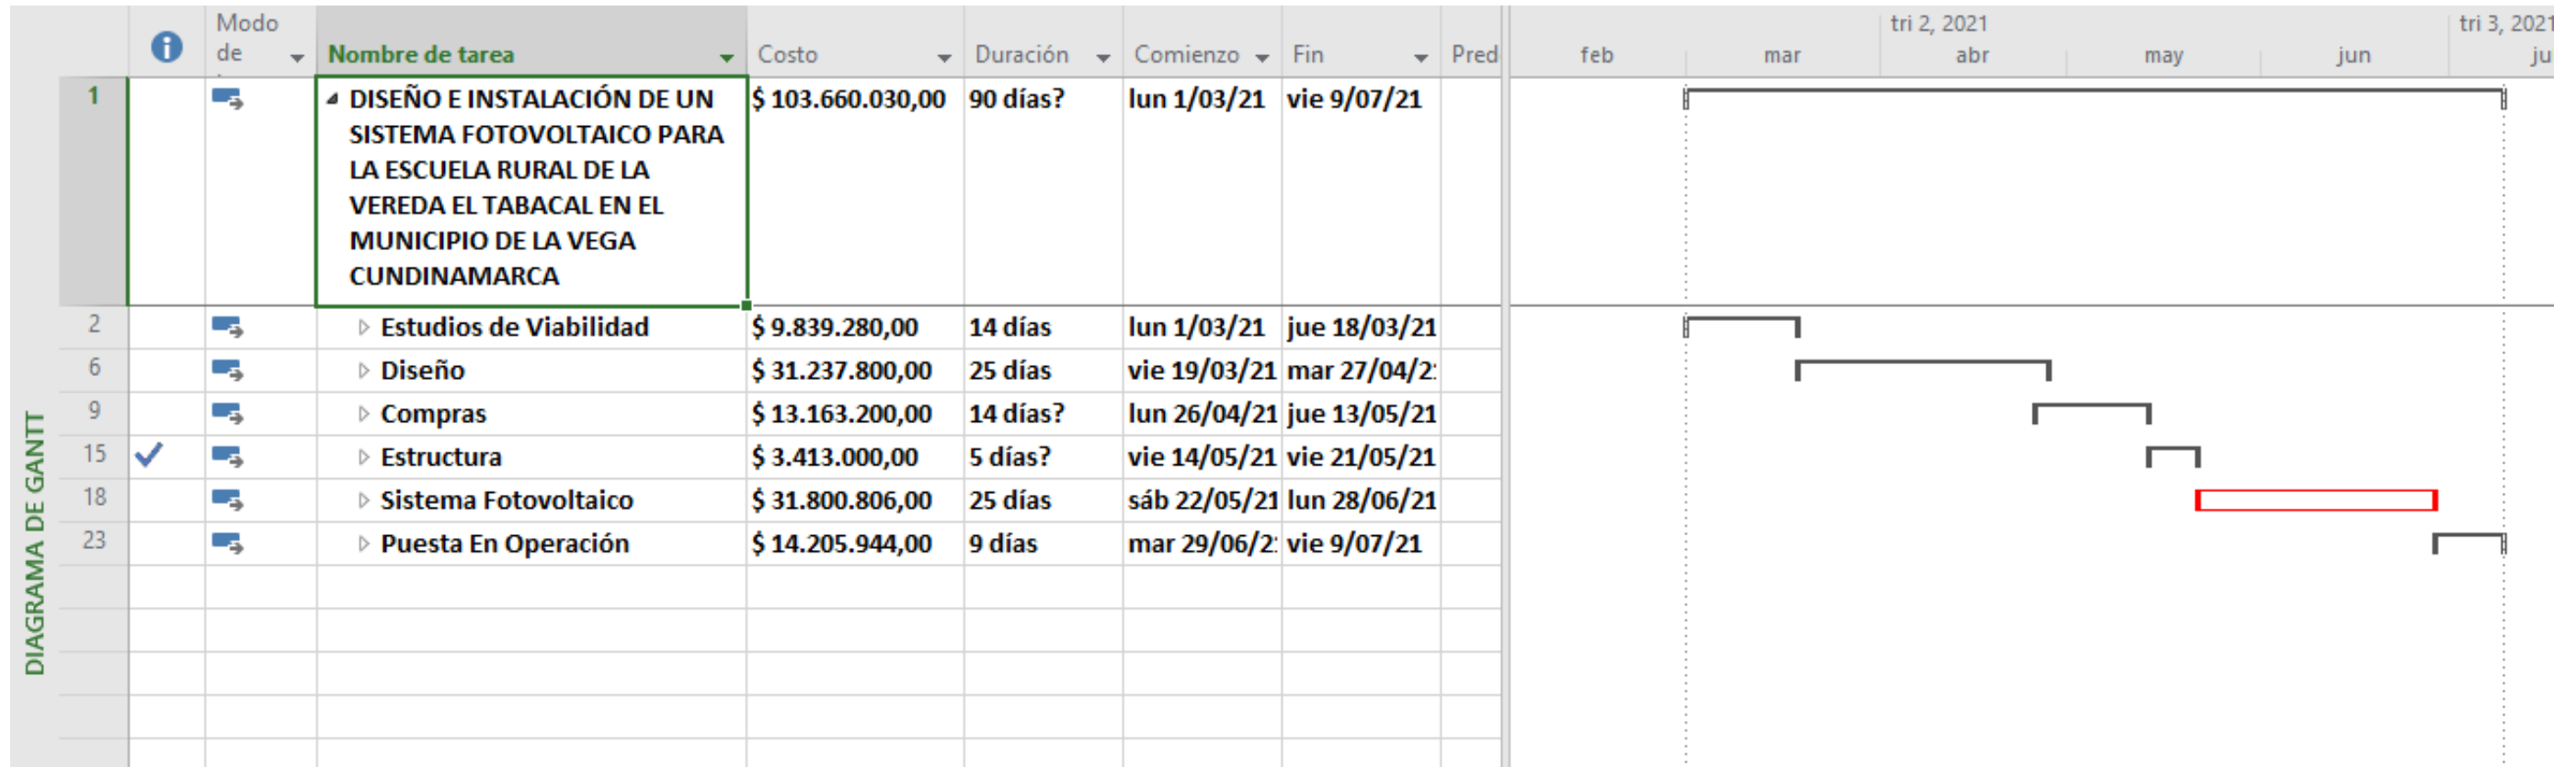 Modo de
Nombre de tarea
Costo
Duración
Comienzo
Fin
Pred
tri 2, 2021
tri 3, 2021
feb
mar
abr
may
jun
ju
DIAGRAMA DE GANTT
1
DISEÑO E INSTALACIÓN DE UN
SISTEMA FOTOVOLTAICO PARA
LA ESCUELA RURAL DE LA
VEREDA EL TABACAL EN EL
MUNICIPIO DE LA VEGA
CUNDINAMARCA
$ 103.660.030,00 90 días? lun 1/03/21 vie 9/07/21
2 Estudios de Viabilidad $ 9.839.280,00 14 días lun 1/03/21 jue 18/03/21
6 Diseño $ 31.237.800,00 25 días vie 19/03/21 mar 27/04/2
9 Compras $ 13.163.200,00 14 días? lun 26/04/21 jue 13/05/21
15 Estructura $ 3.413.000,00 5 días? vie 14/05/21 vie 21/05/21
18 Sistema Fotovoltaico $ 31.800.806,00 25 días sáb 22/05/21 lun 28/06/21
23 Puesta En Operación $ 14.205.944,00 9 días mar 29/06/2 vie 9/07/21